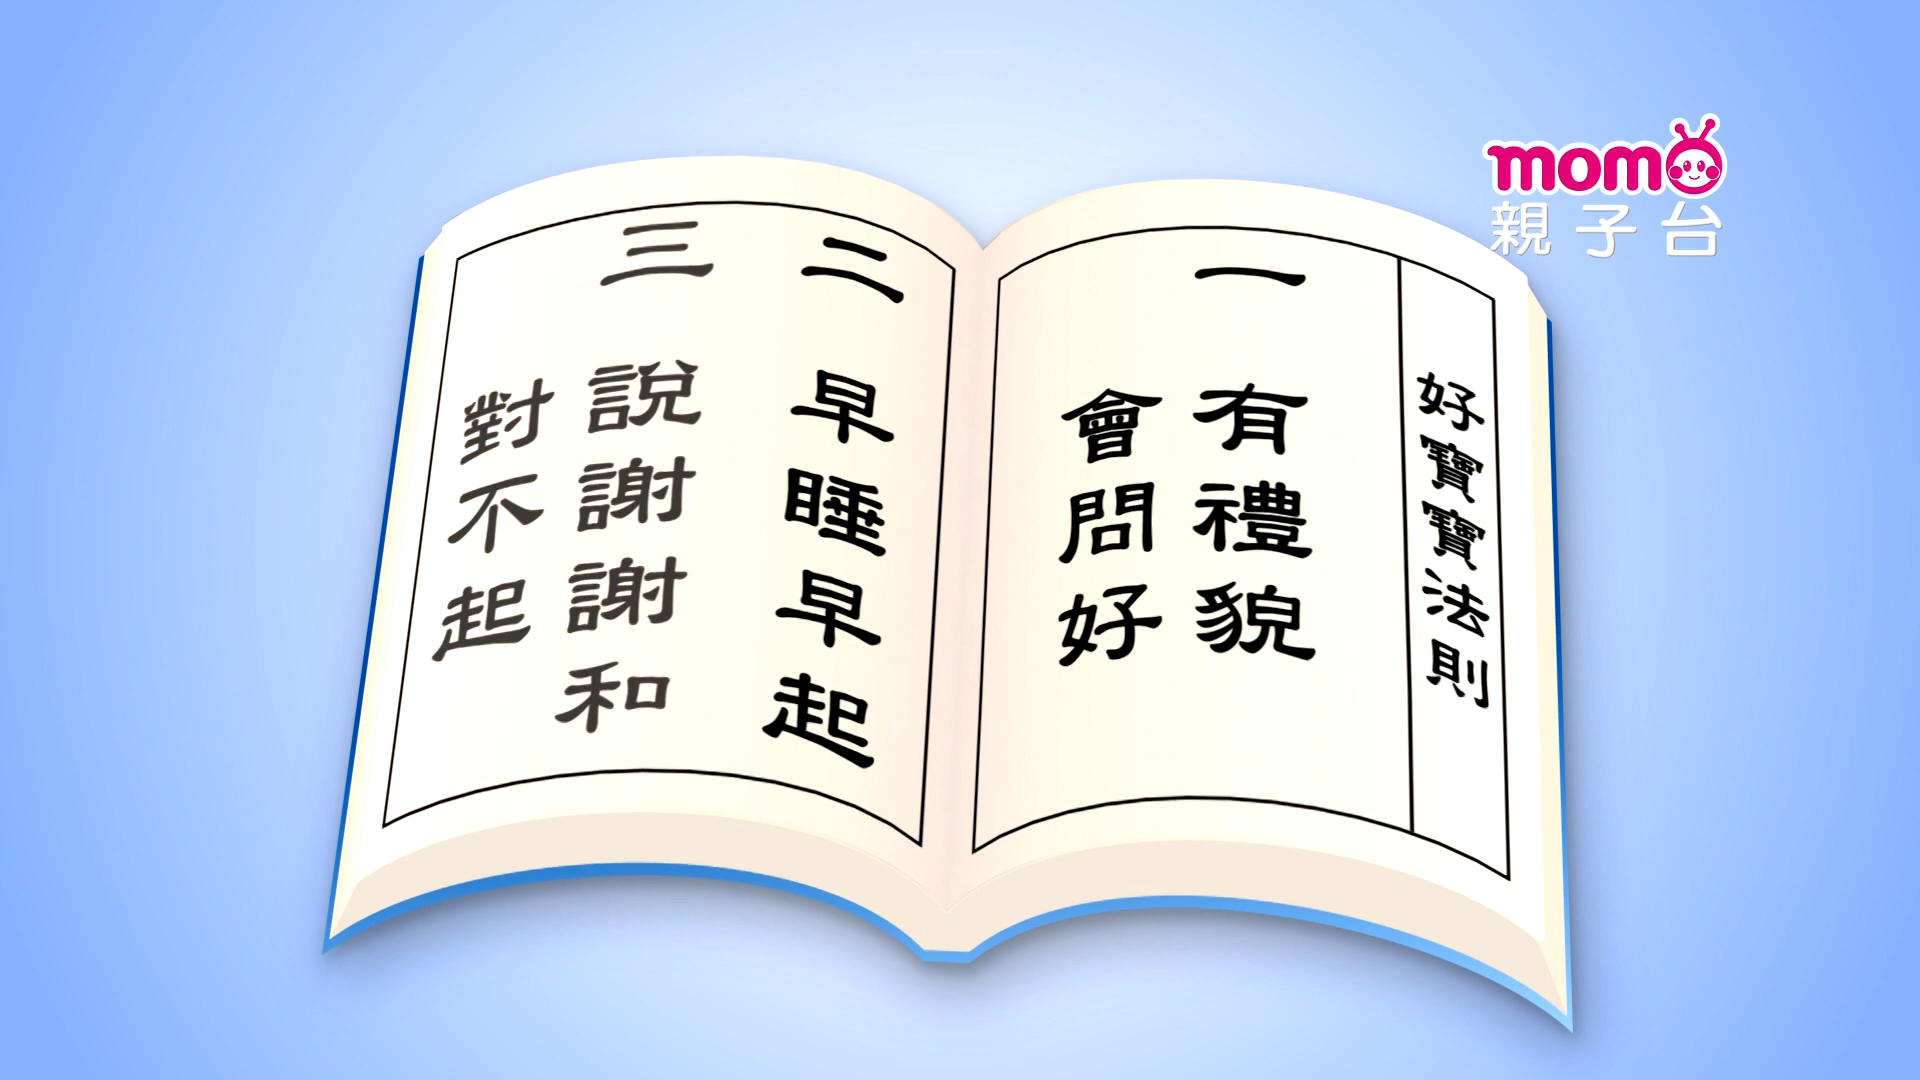 好寶寶法則
一 有禮貌
會問好
二 早睡早起
三 說謝謝和
對不起
momo
親子台